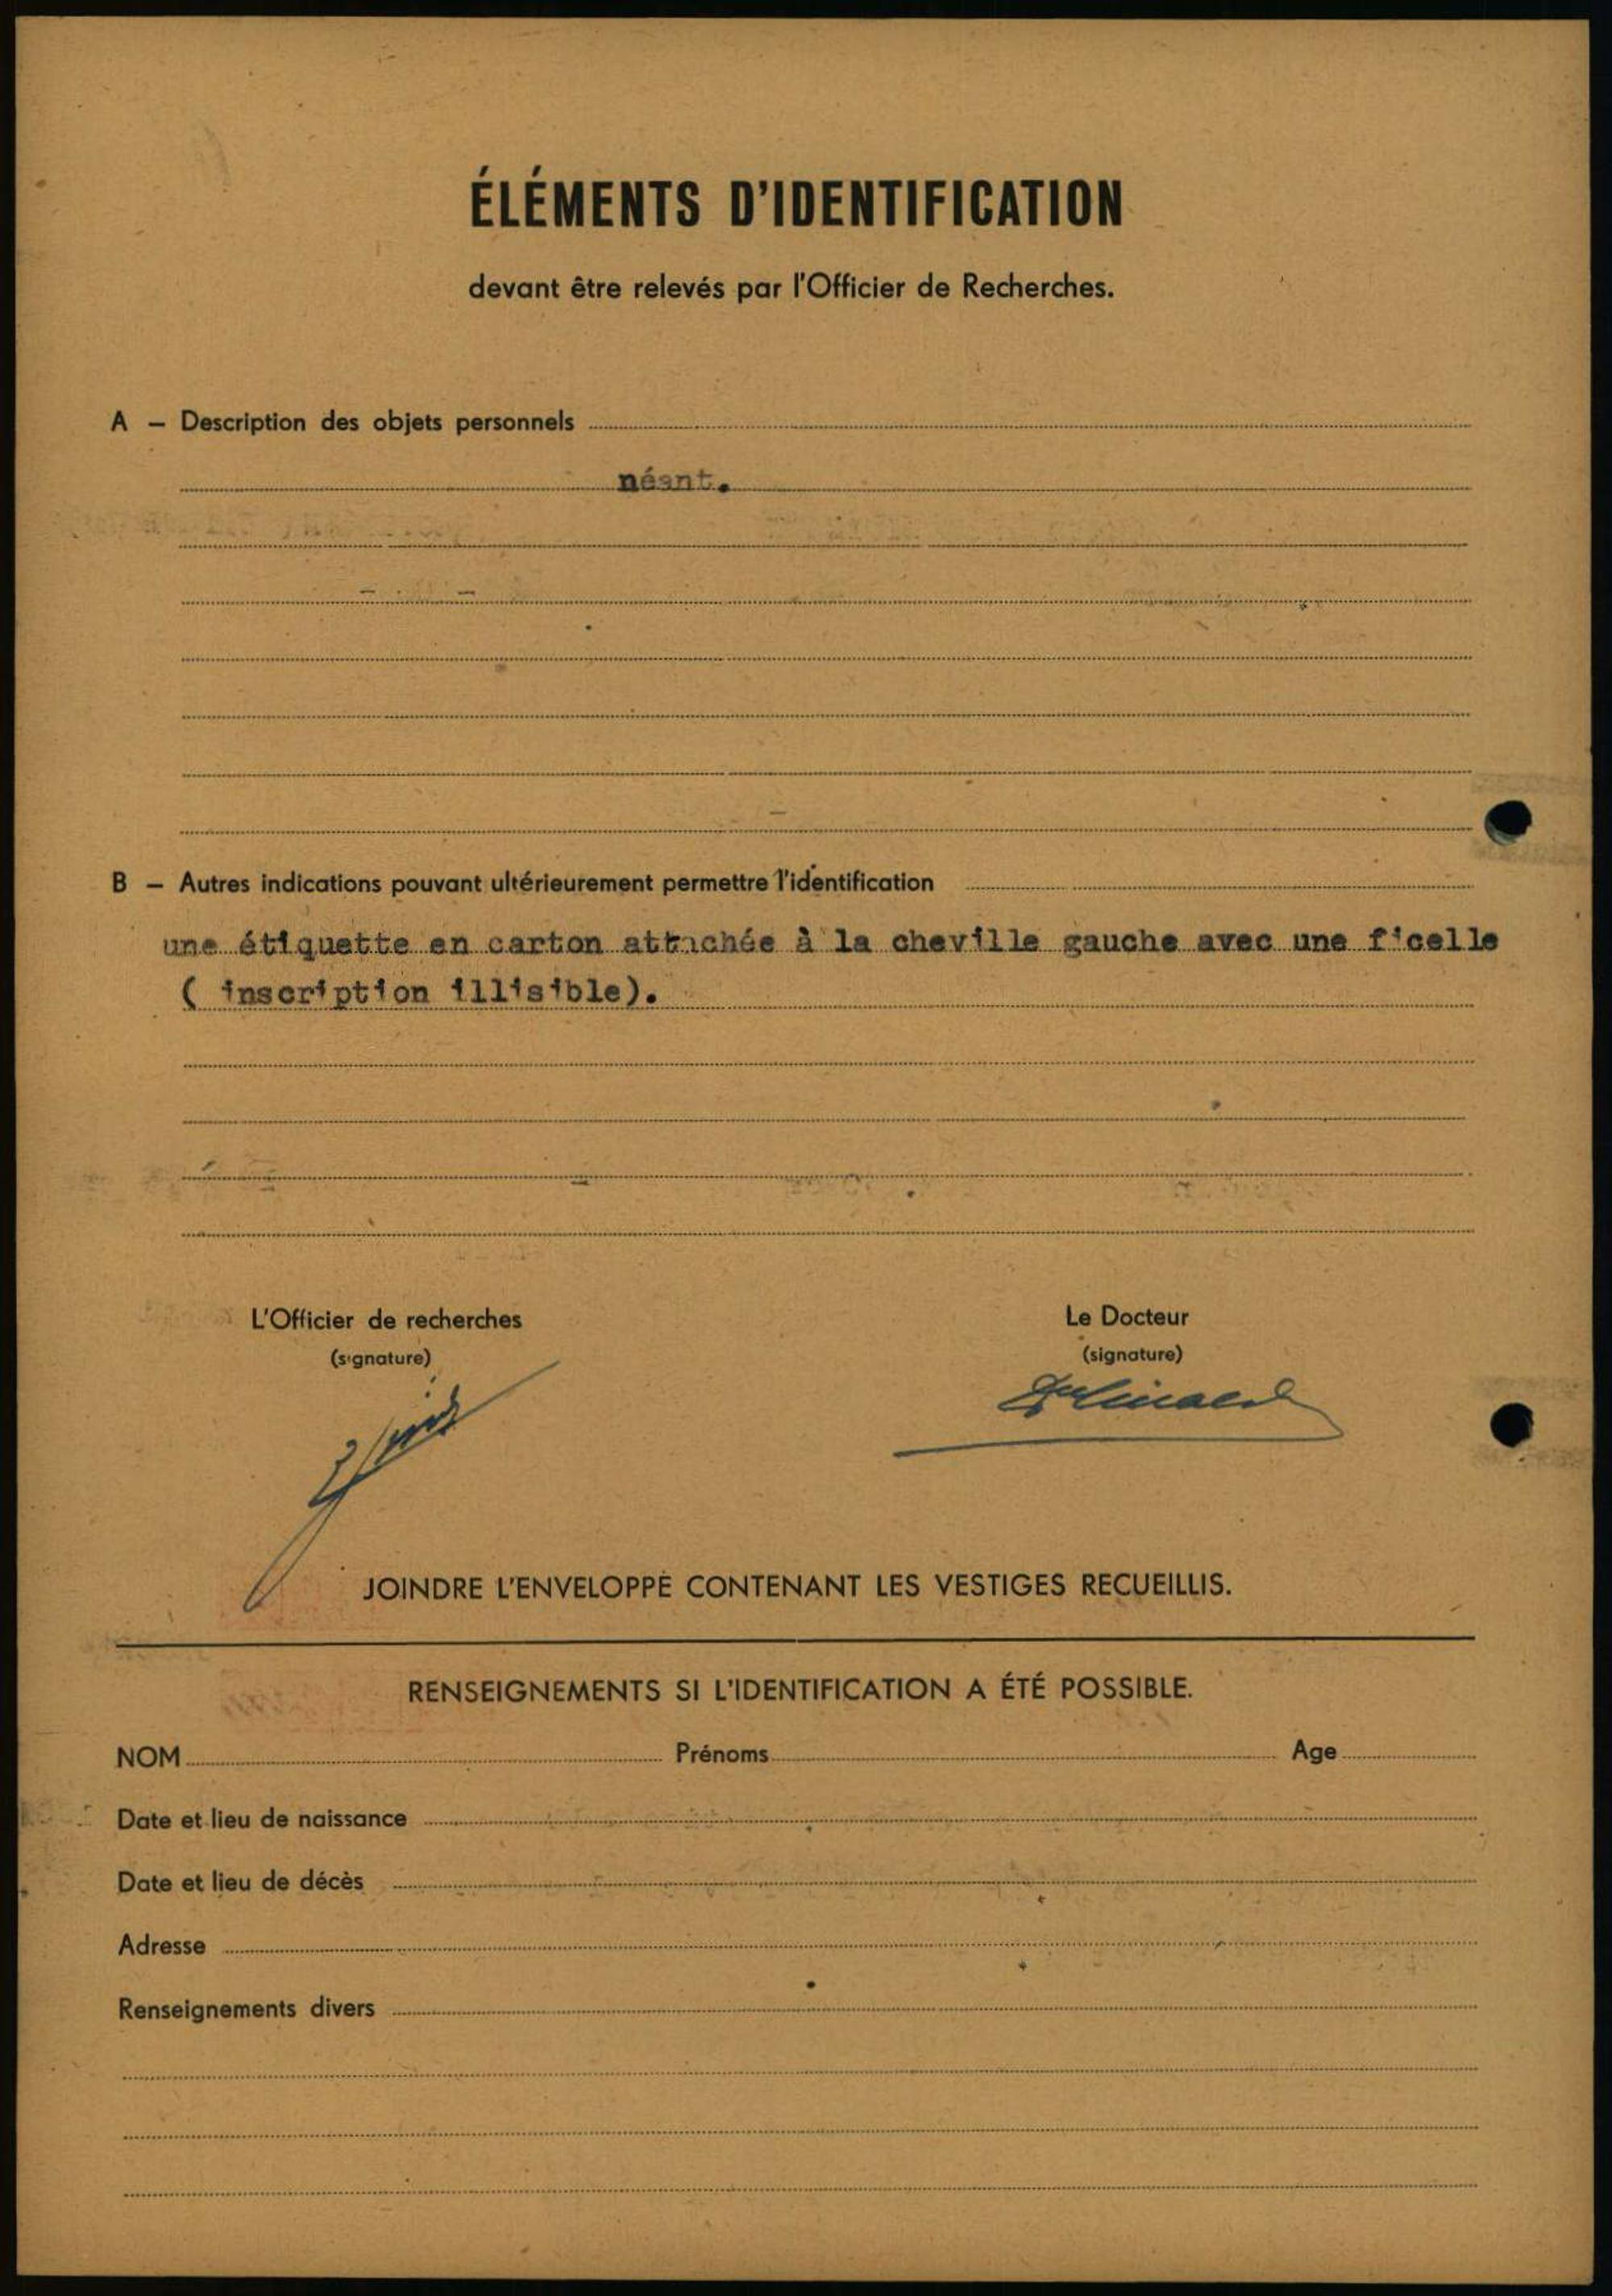 ÉLÉMENTS D'IDENTIFICATION
devant être relevés par l'Officier de Recherches.
A – Description des objets personnels
néant.
B – Autres indications pouvant ultérieurement permettre l'identification
une étiquette en carton attachée à la cheville gauche avec une ficelle
( inscription illisible).
L'Officier de recherches
(signature)
Le Docteur
(signature)
JOINDRE L'ENVELOPPE CONTENANT LES VESTIGES RECUEILLIS.
RENSEIGNEMENTS SI L'IDENTIFICATION A ÉTÉ POSSIBLE.
NOM Prénoms Age
Date et lieu de naissance
Date et lieu de décès
Adresse
Renseignements divers